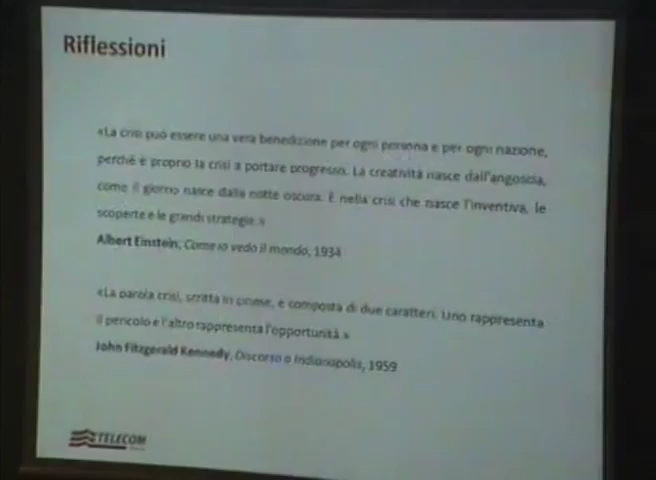 Riflessioni
«La crisi può essere una vera benedizione per ogni persona e per ogni nazione,
perchè è proprio la crisi a portare progresso. La creatività nasce dall'angoscia,
come il giorno nasce dalla notte oscura. È nella crisi che nasce l'inventiva, le
scoperte e le grandi strategie.»
Albert Einstein, Come io vedo il mondo, 1934
«La parola crisi, scritta in cinese, è composta di due caratteri. Uno rappresenta
il pericolo e l'altro rappresenta l'opportunità.»
John Fitzgerald Kennedy, Discorso a Indianapolis, 1959
TELECOM